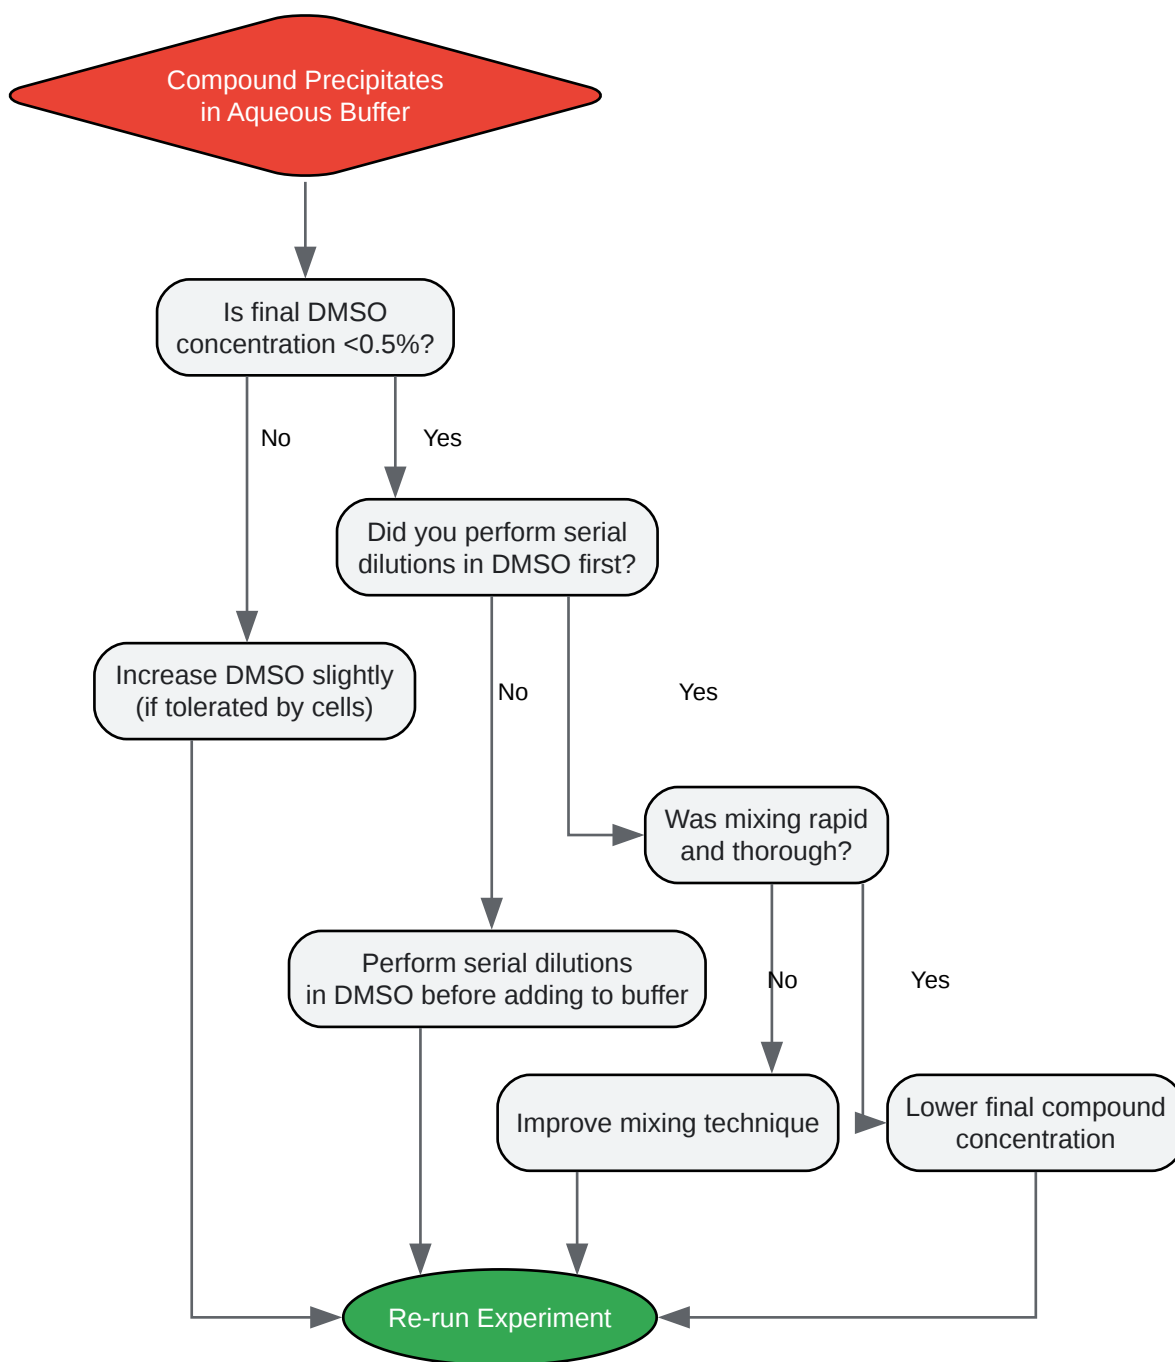 Compound Precipitates
in Aqueous Buffer
Is final DMSO
concentration <0.5%?
No
Yes
Did you perform serial
dilutions in DMSO first?
Increase DMSO slightly
(if tolerated by cells)
No
Yes
Was mixing rapid
and thorough?
Perform serial dilutions
in DMSO before adding to buffer
No
Yes
Improve mixing technique
Lower final compound
concentration
Re-run Experiment